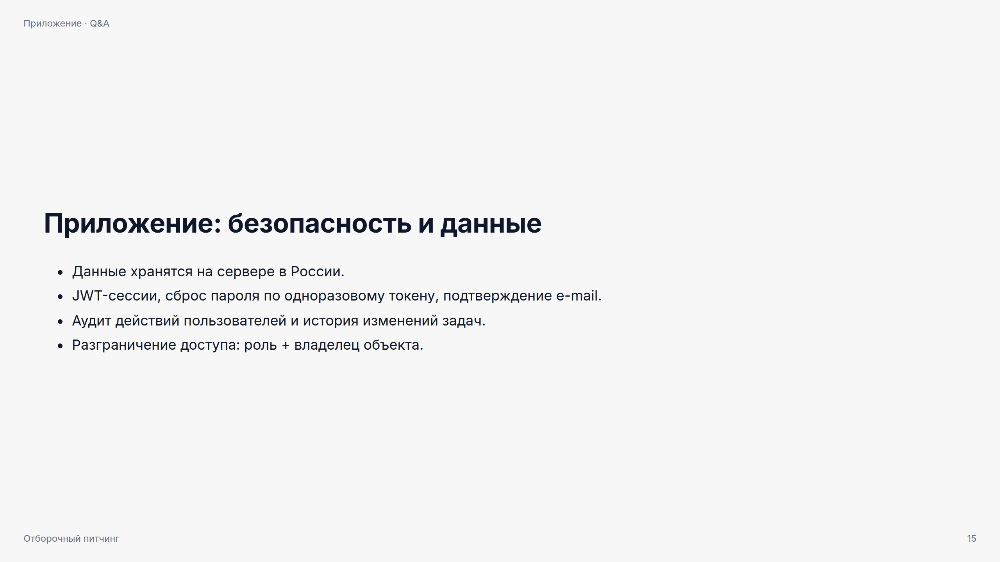 Приложение · Q&A
Приложение: безопасность и данные
• Данные хранятся на сервере в России.
• JWT-сессии, сброс пароля по одноразовому токену, подтверждение e-mail.
• Аудит действий пользователей и история изменений задач.
• Разграничение доступа: роль + владелец объекта.
Отборочный питчинг
15